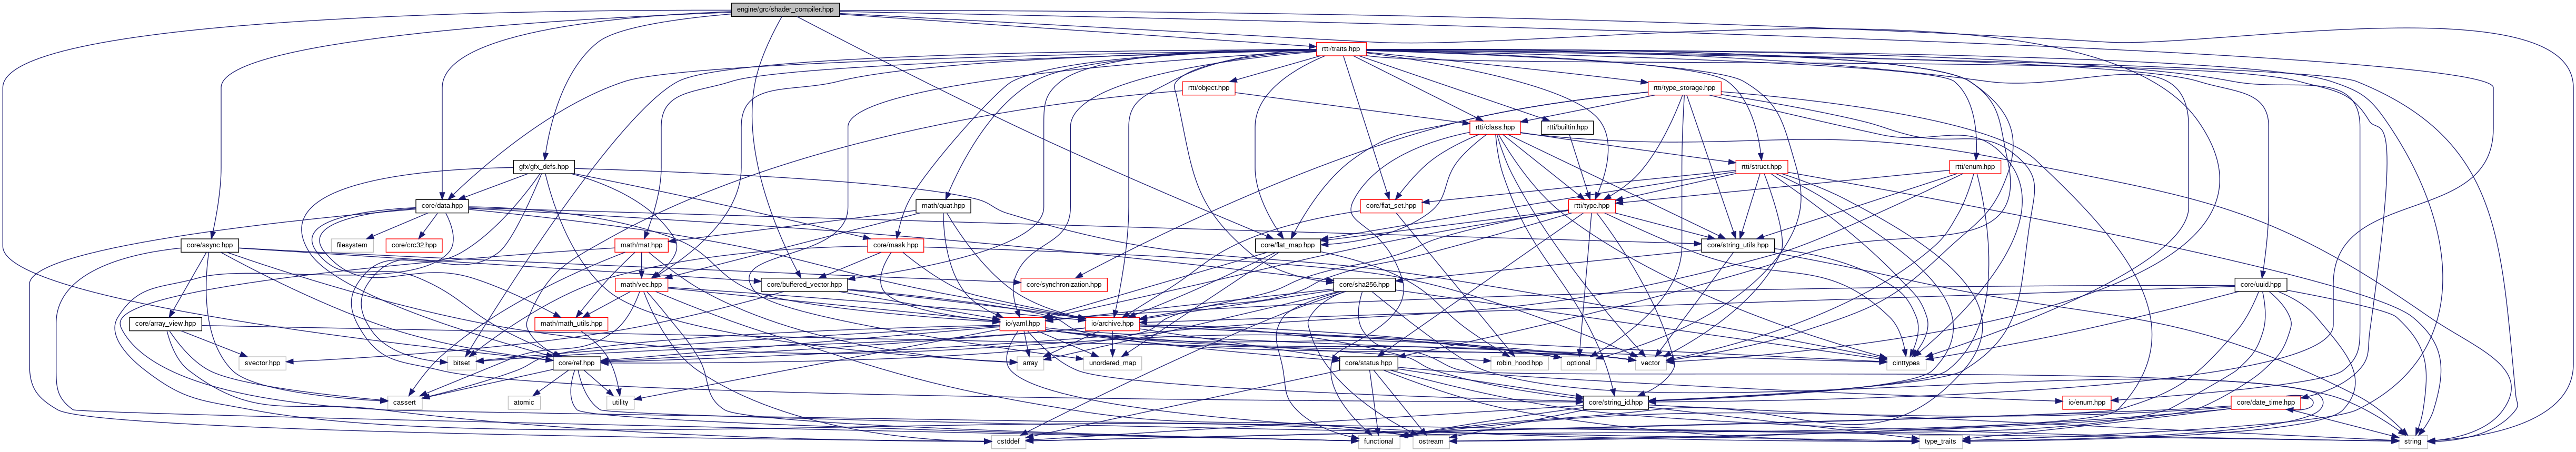 engine/grc/shader_compiler.hpp
rtti/traits.hpp
rtti/object.hpp
rtti/type_storage.hpp
rtti/class.hpp
rtti/builtin.hpp
gfx/gfx_defs.hpp
rtti/struct.hpp
rtti/enum.hpp
core/data.hpp
math/quat.hpp
core/flat_set.hpp
rtti/type.hpp
core/async.hpp
filesystem
core/crc32.hpp
math/mat.hpp
core/mask.hpp
core/flat_map.hpp
core/string_utils.hpp
math/vec.hpp
core/buffered_vector.hpp
core/synchronization.hpp
core/sha256.hpp
core/uuid.hpp
core/array_view.hpp
math/math_utils.hpp
io/yaml.hpp
io/archive.hpp
svector.hpp
bitset
core/ref.hpp
array
unordered_map
core/status.hpp
robin_hood.hpp
optional
vector
cinttypes
cassert
atomic
utility
core/string_id.hpp
io/enum.hpp
core/date_time.hpp
cstddef
functional
ostream
type_traits
string